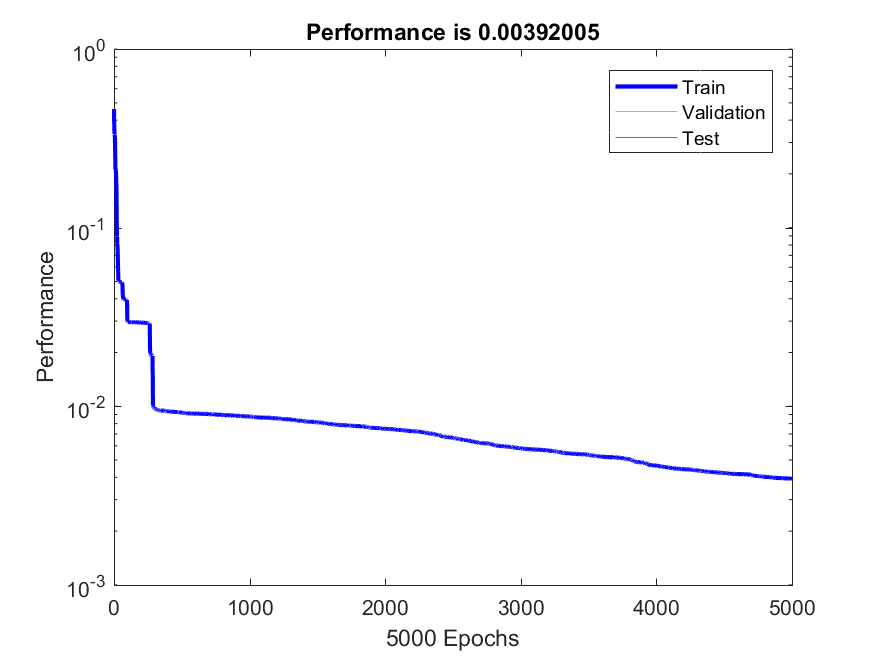 Performance is 0.00392005
10^0
Train
Validation
Test
10^-1
Performance
10^-2
10^-3
0 1000 2000 3000 4000 5000
5000 Epochs